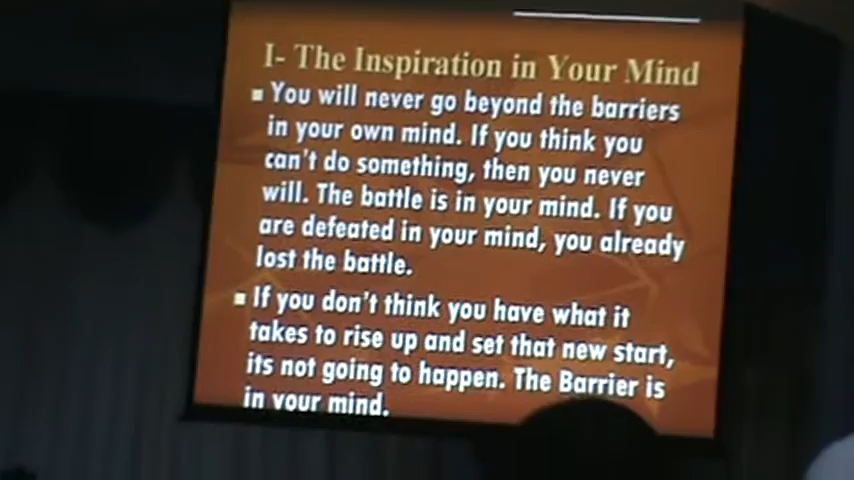 I- The Inspiration in Your Mind
▪ You will never go beyond the barriers
in your own mind. If you think you
can't do something, then you never
will. The battle is in your mind. If you
are defeated in your mind, you already
lost the battle.
▪ If you don't think you have what it
takes to rise up and set that new start,
its not going to happen. The Barrier is
in your mind.